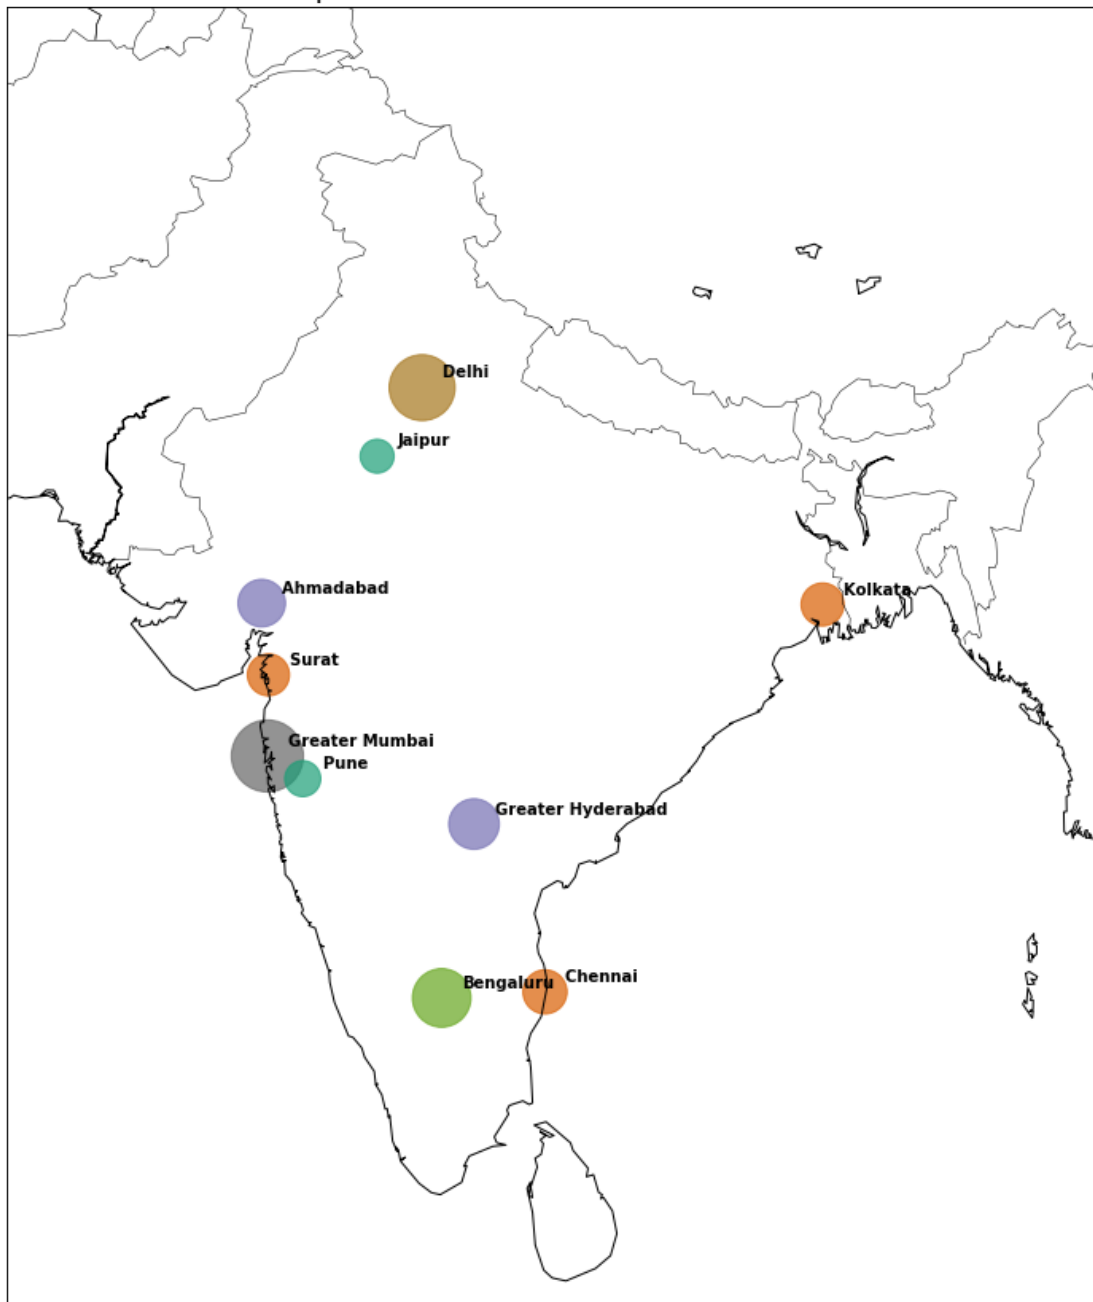 Delhi
Jaipur
Ahmadabad
Kolkata
Surat
Greater Mumbai
Pune
Greater Hyderabad
Chennai
Bengaluru